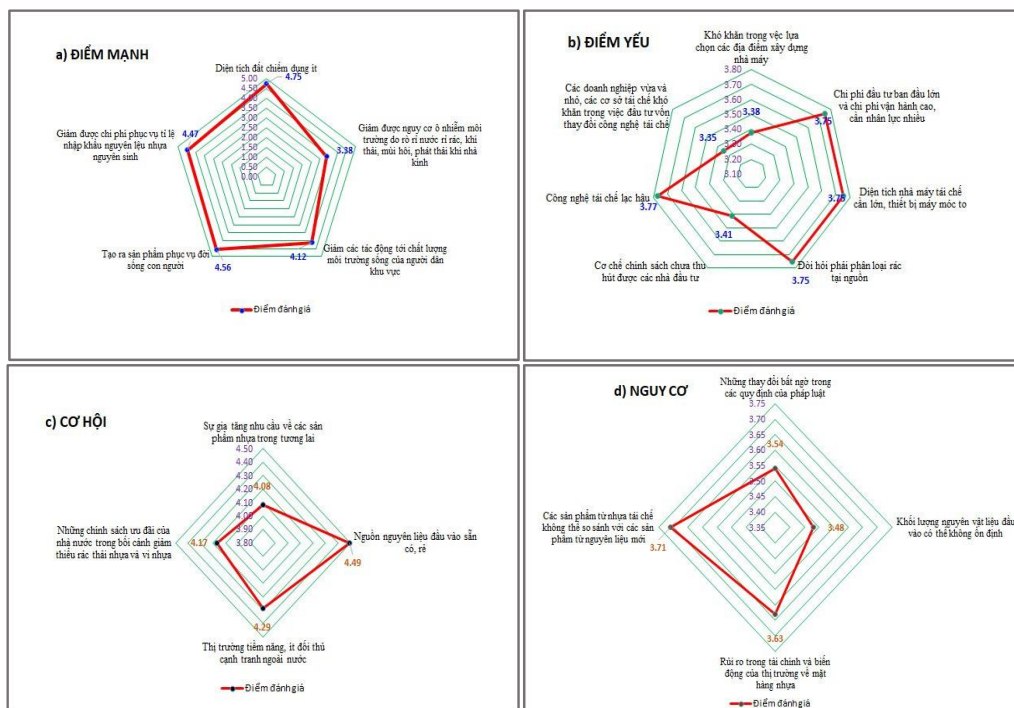 a) ĐIỂM MẠNH
Diện tích đất chiếm dụng ít
4.75
5.00
4.50
4.00
3.50
3.00
2.50
2.00
1.50
1.00
0.50
0.00
Giảm được nguy cơ ô nhiễm môi
trường do rò rỉ nước rỉ rác, khí
thải, mùi hôi, phát thải khí nhà
kính
3.38
Giảm các tác động tới chất lượng
môi trường sống của người dân
khu vực
4.12
Tạo ra sản phẩm phục vụ đời
sống con người
4.56
Giảm được chi phí phục vụ tỉ lệ
nhập khẩu nguyên lệu nhựa
nguyên sinh
4.47
Điểm đánh giá
b) ĐIỂM YẾU
Khó khăn trong vệc lựa
chọn các địa điểm xây dựng
nhà máy
3.80
3.70
3.60
3.50
3.40
3.30
3.20
3.10
3.38
Chi phí đầu tư ban đầu lớn
và chi phí vận hành cao,
cần nhân lực nhiều
3.75
Diện tích nhà máy tái chế
cần lớn, thiết bị máy móc to
3.75
Đòi hỏi phải phân loại rác
tại nguồn
3.75
Cơ chế chính sách chưa thu
hút được các nhà đầu tư
3.41
Công nghệ tái chế lạc hậu
3.77
Các doanh nghiệp vừa và
nhỏ, các cơ sở tái chế khó
khăn trong việc đầu tư vốn
thay đổi công nghệ tái chế
3.35
Điểm đánh giá
c) CƠ HỘI
Sự gia tăng nhu cầu về các sản
phẩm nhựa trong tương lai
4.50
4.40
4.30
4.20
4.10
4.00
3.90
3.80
4.08
Nguồn nguyên liệu đầu vào sẵn
có, rẻ
4.49
Thị trường tiềm năng, ít đối thủ
cạnh tranh ngoài nước
4.29
Những chính sách ưu đãi của
nhà nước trong bối cảnh giảm
thiểu rác thải nhựa và vi nhựa
4.17
Điểm đánh giá
d) NGUY CƠ
Những thay đổi bất ngờ trong
các quy định của pháp luật
3.75
3.70
3.65
3.60
3.55
3.50
3.45
3.40
3.35
3.54
Khối lượng nguyên vật liệu đầu
vào có thể không ổn định
3.48
Rủi ro trong tài chính và biến
động của thị trường về mặt
hàng nhựa
3.63
Các sản phẩm từ nhựa tái chế
không thể so sánh với các sản
phẩm từ nguyên liệu mới
3.71
Điểm đánh giá